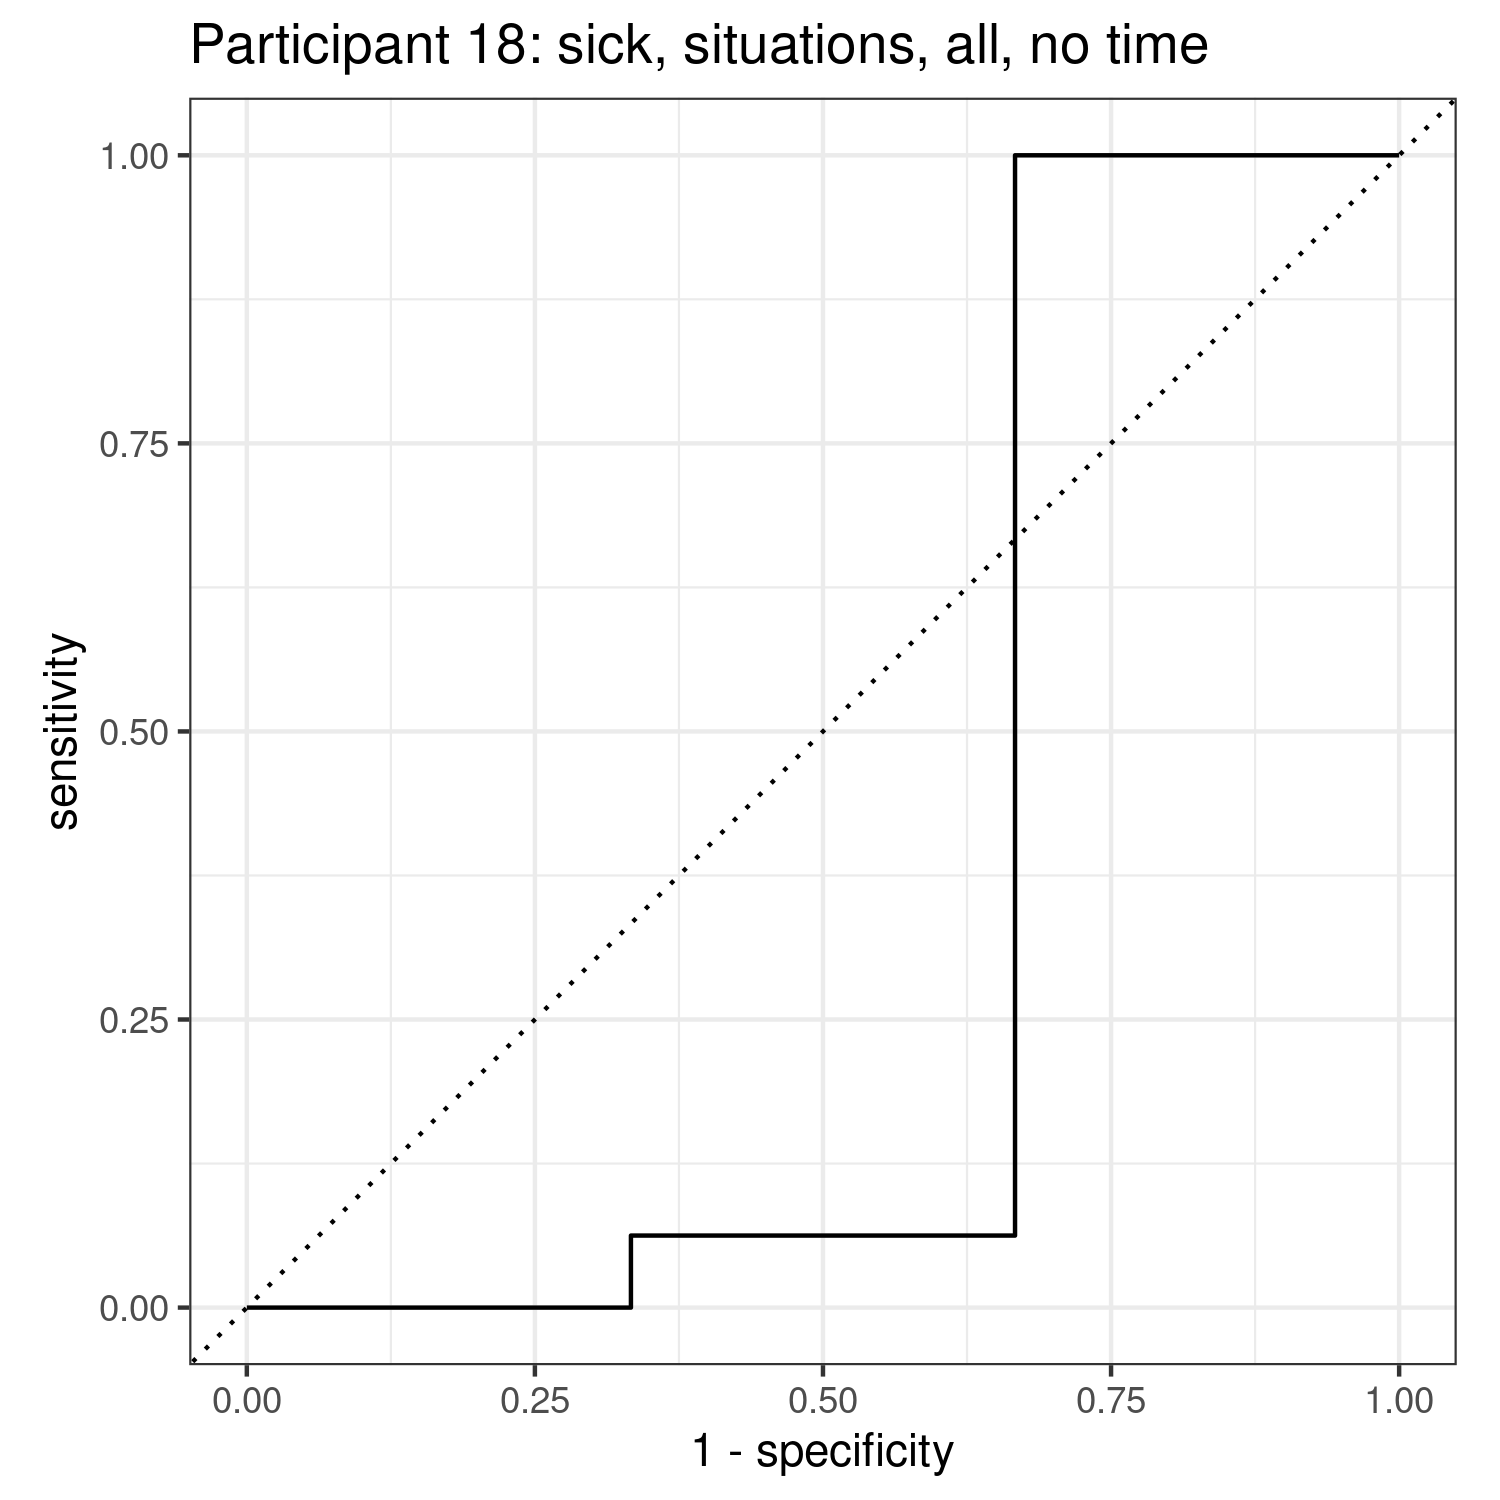 Participant 18: sick, situations, all, no time
1.00
0.75
0.50
0.25
0.00
sensitivity
0.00 0.25 0.50 0.75 1.00
1 - specificity